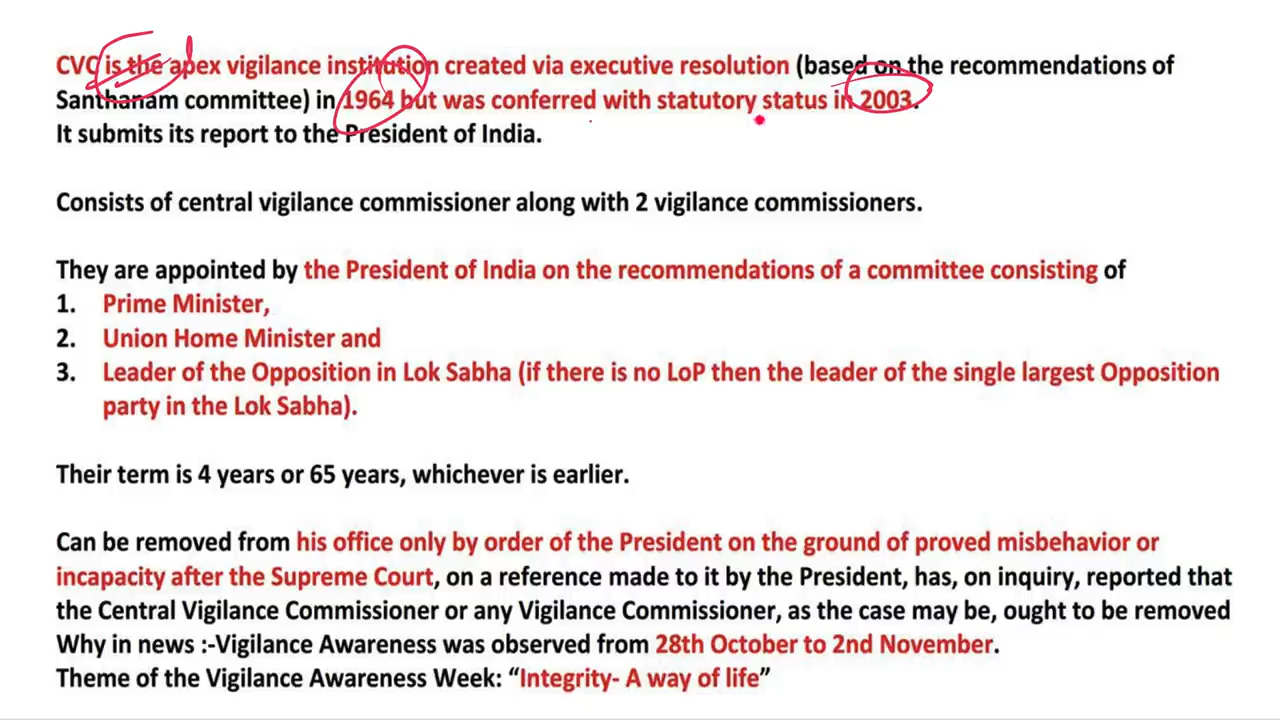 CVC is the apex vigilance institution created via executive resolution (based on the recommendations of
Santhanam committee) in 1964 but was conferred with statutory status in 2003.
It submits its report to the President of India.
Consists of central vigilance commissioner along with 2 vigilance commissioners.
They are appointed by the President of India on the recommendations of a committee consisting of
1. Prime Minister,
2. Union Home Minister and
3. Leader of the Opposition in Lok Sabha (if there is no LoP then the leader of the single largest Opposition
party in the Lok Sabha).
Their term is 4 years or 65 years, whichever is earlier.
Can be removed from his office only by order of the President on the ground of proved misbehavior or
incapacity after the Supreme Court, on a reference made to it by the President, has, on inquiry, reported that
the Central Vigilance Commissioner or any Vigilance Commissioner, as the case may be, ought to be removed
Why in news :-Vigilance Awareness was observed from 28th October to 2nd November.
Theme of the Vigilance Awareness Week: “Integrity- A way of life”